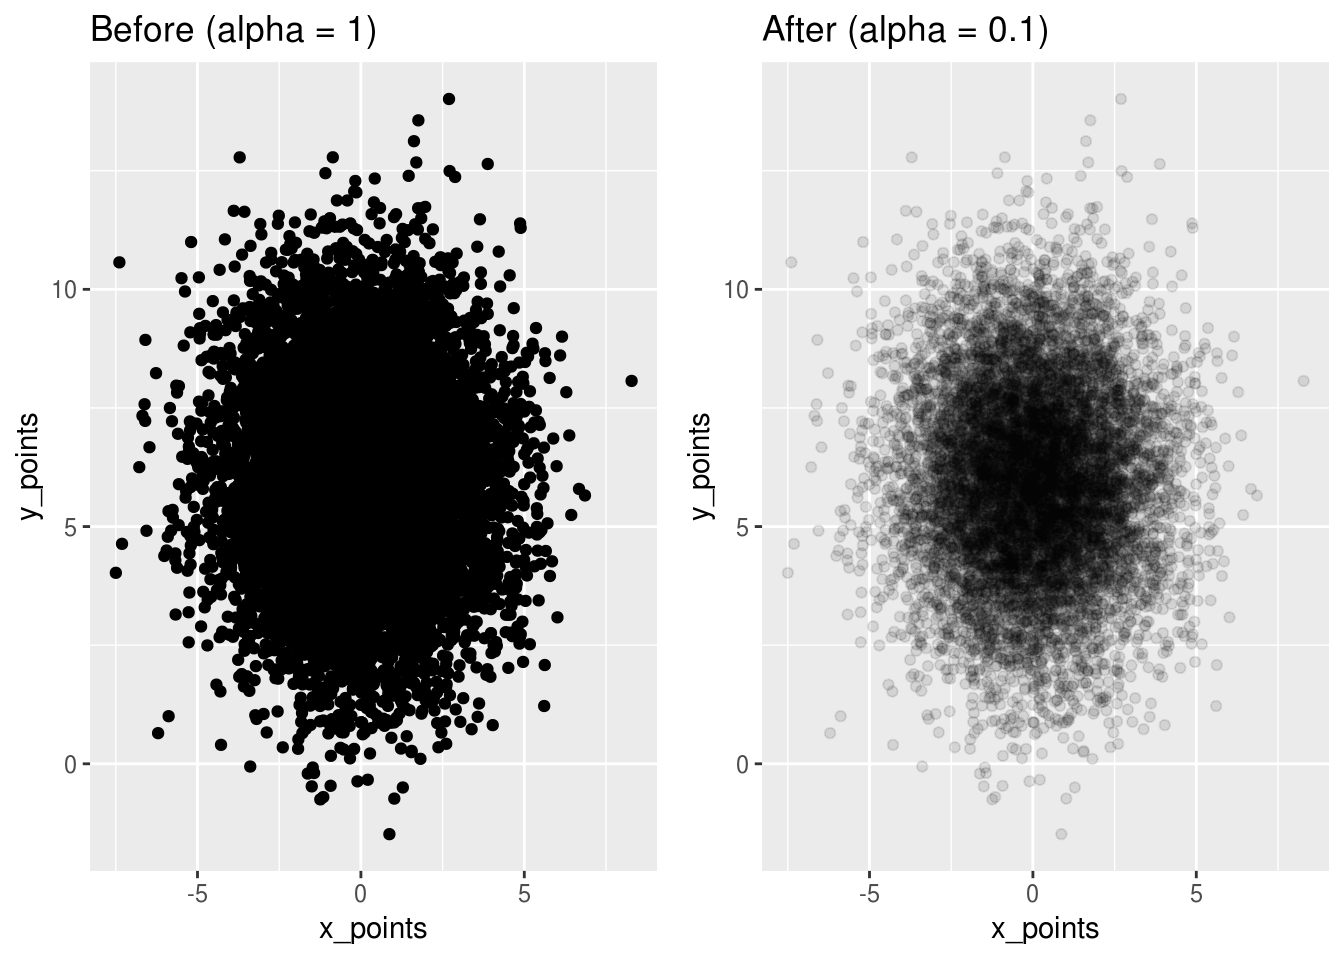 Before (alpha = 1)
y_points
10
5
0
-5
0
5
x_points
After (alpha = 0.1)
y_points
10
5
0
-5
0
5
x_points